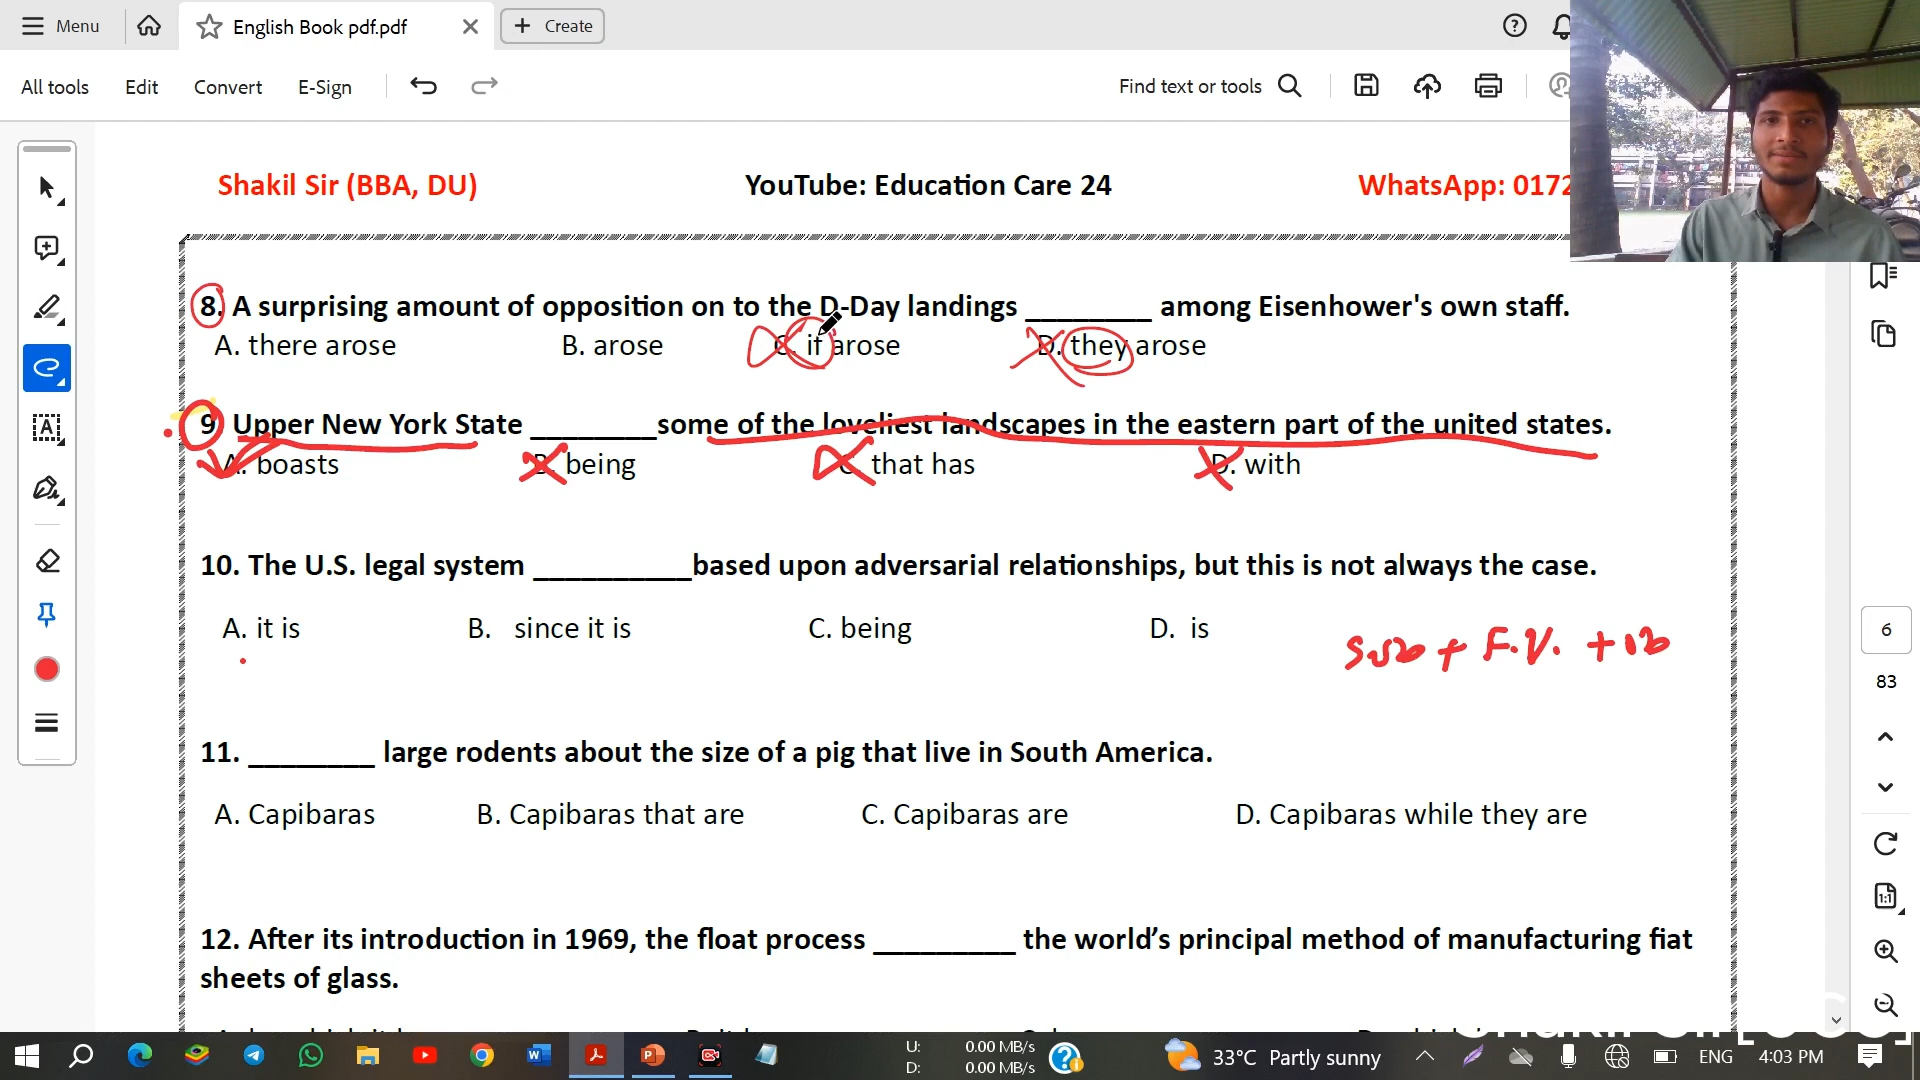 Menu
English Book pdf.pdf
Create
All tools Edit Convert E-Sign
Find text or tools
Shakil Sir (BBA, DU) YouTube: Education Care 24 WhatsApp: 0172
8. A surprising amount of opposition on to the D-Day landings ________ among Eisenhower's own staff.
A. there arose B. arose C. it arose D. they arose
9 Upper New York State ________some of the loveliest landscapes in the eastern part of the united states.
A. boasts B. being C. that has D. with
10. The U.S. legal system __________based upon adversarial relationships, but this is not always the case.
A. it is B. since it is C. being D. is
Sub + F.V. +
11. ________ large rodents about the size of a pig that live in South America.
A. Capibaras B. Capibaras that are C. Capibaras are D. Capibaras while they are
12. After its introduction in 1969, the float process _________ the world's principal method of manufacturing fiat
sheets of glass.
6
83
1:1
U: 0.00 MB/s
D: 0.00 MB/s
33°C Partly sunny
ENG
4:03 PM